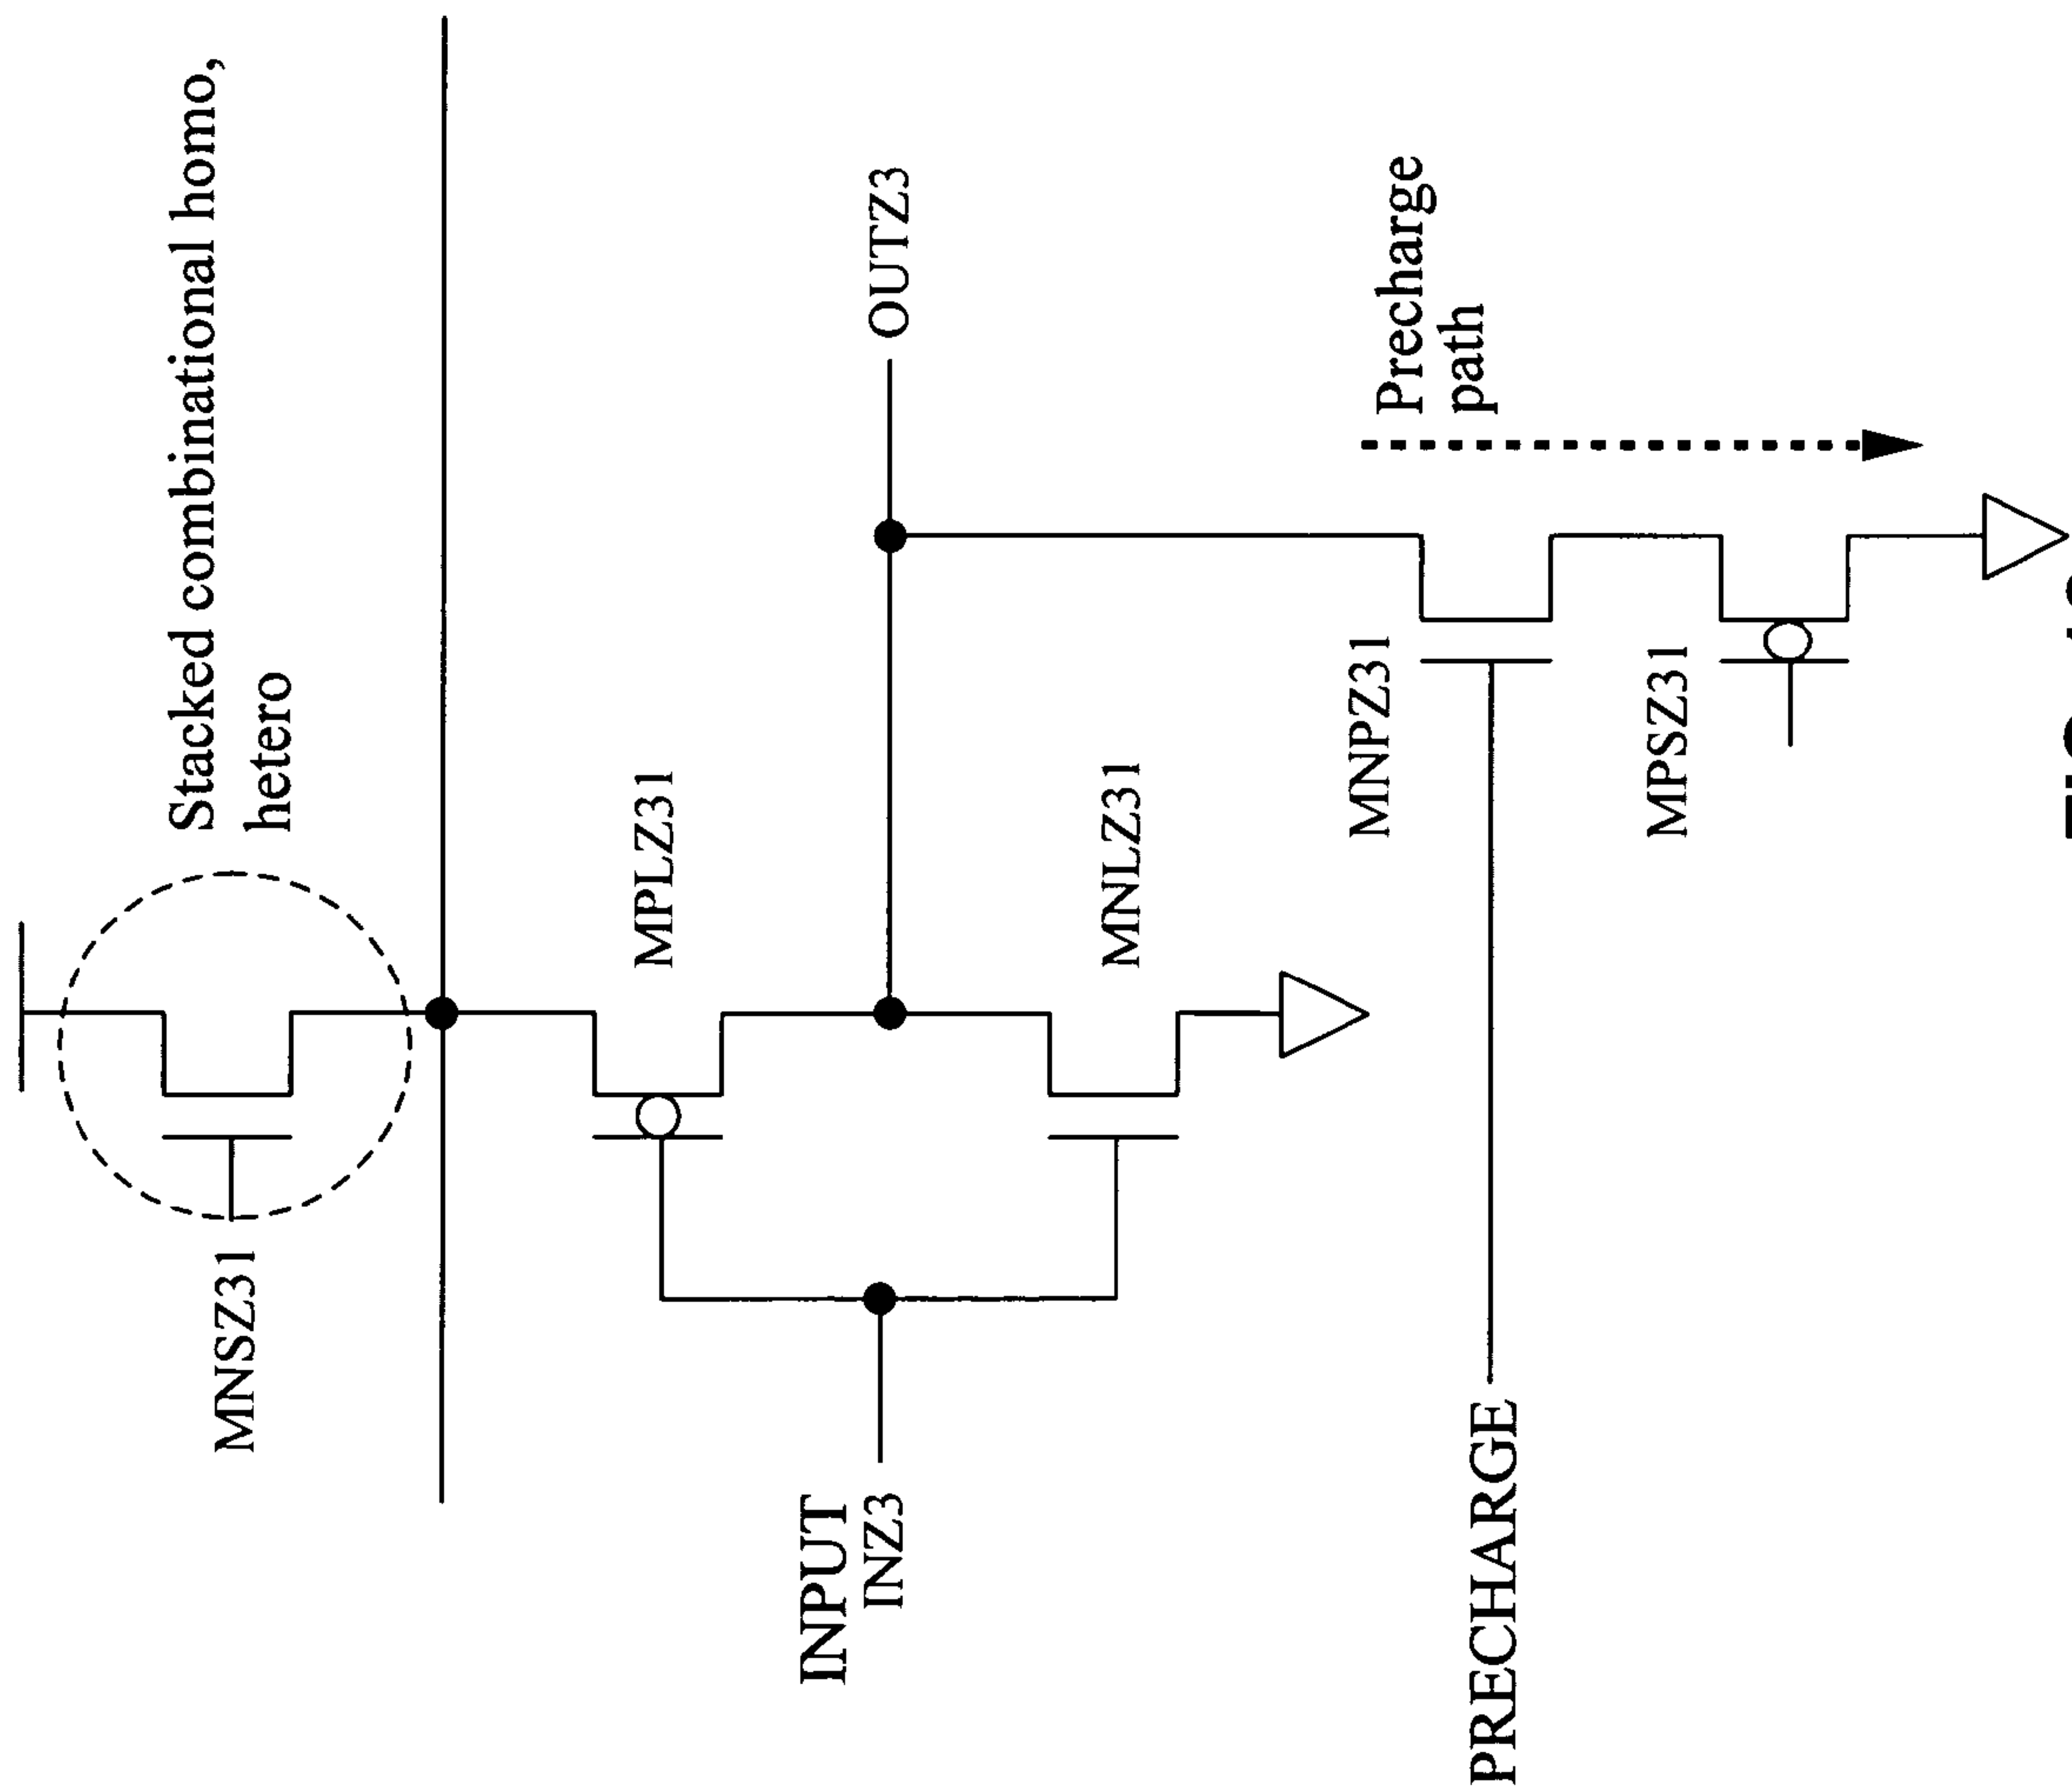 Stacked combinational homo,
hetero
MNSZ31
MPLZ31
INPUT
INZ3
OUTZ3
MNLZ31
Precharge
path
MNPZ31
PRECHARGE
MPSZ31